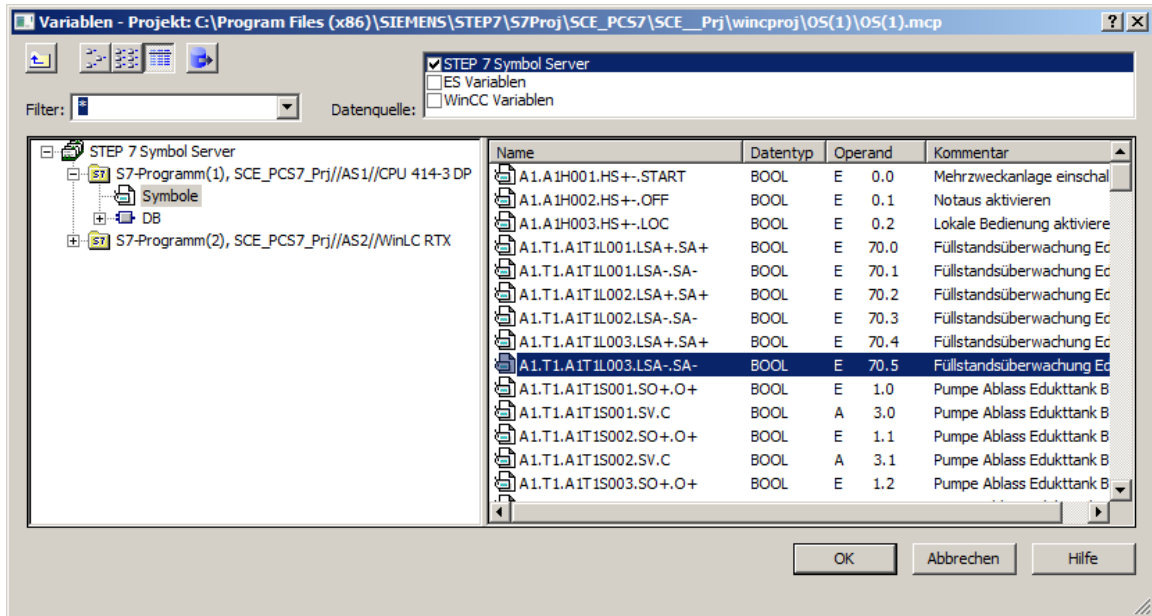 Variablen - Projekt: C:\Program Files (x86)\SIEMENS\STEP7\S7Proj\SCE_PCS7\SCE__Prj\wincproj\OS(1)\OS(1).mcp
STEP 7 Symbol Server
ES Variablen
WinCC Variablen
Filter: * Datenquelle:
STEP 7 Symbol Server
S7-Programm(1), SCE_PCS7_Prj//AS1//CPU 414-3 DP
Symbole
DB
S7-Programm(2), SCE_PCS7_Prj//AS2//WinLC RTX
Name Datentyp Operand Kommentar
A1.A1H001.HS+-.START BOOL E 0.0 Mehrzweckanlage einschal
A1.A1H002.HS+-.OFF BOOL E 0.1 Notaus aktivieren
A1.A1H003.HS+-.LOC BOOL E 0.2 Lokale Bedienung aktiviere
A1.T1.A1T1L001.LSA+.SA+ BOOL E 70.0 Füllstandsüberwachung Ed
A1.T1.A1T1L001.LSA-.SA- BOOL E 70.1 Füllstandsüberwachung Ed
A1.T1.A1T1L002.LSA+.SA+ BOOL E 70.2 Füllstandsüberwachung Ed
A1.T1.A1T1L002.LSA-.SA- BOOL E 70.3 Füllstandsüberwachung Ed
A1.T1.A1T1L003.LSA+.SA+ BOOL E 70.4 Füllstandsüberwachung Ed
A1.T1.A1T1L003.LSA-.SA- BOOL E 70.5 Füllstandsüberwachung Ed
A1.T1.A1T1S001.SO+.O+ BOOL E 1.0 Pumpe Ablass Edukttank B
A1.T1.A1T1S001.SV.C BOOL A 3.0 Pumpe Ablass Edukttank B
A1.T1.A1T1S002.SO+.O+ BOOL E 1.1 Pumpe Ablass Edukttank B
A1.T1.A1T1S002.SV.C BOOL A 3.1 Pumpe Ablass Edukttank B
A1.T1.A1T1S003.SO+.O+ BOOL E 1.2 Pumpe Ablass Edukttank B
OK Abbrechen Hilfe